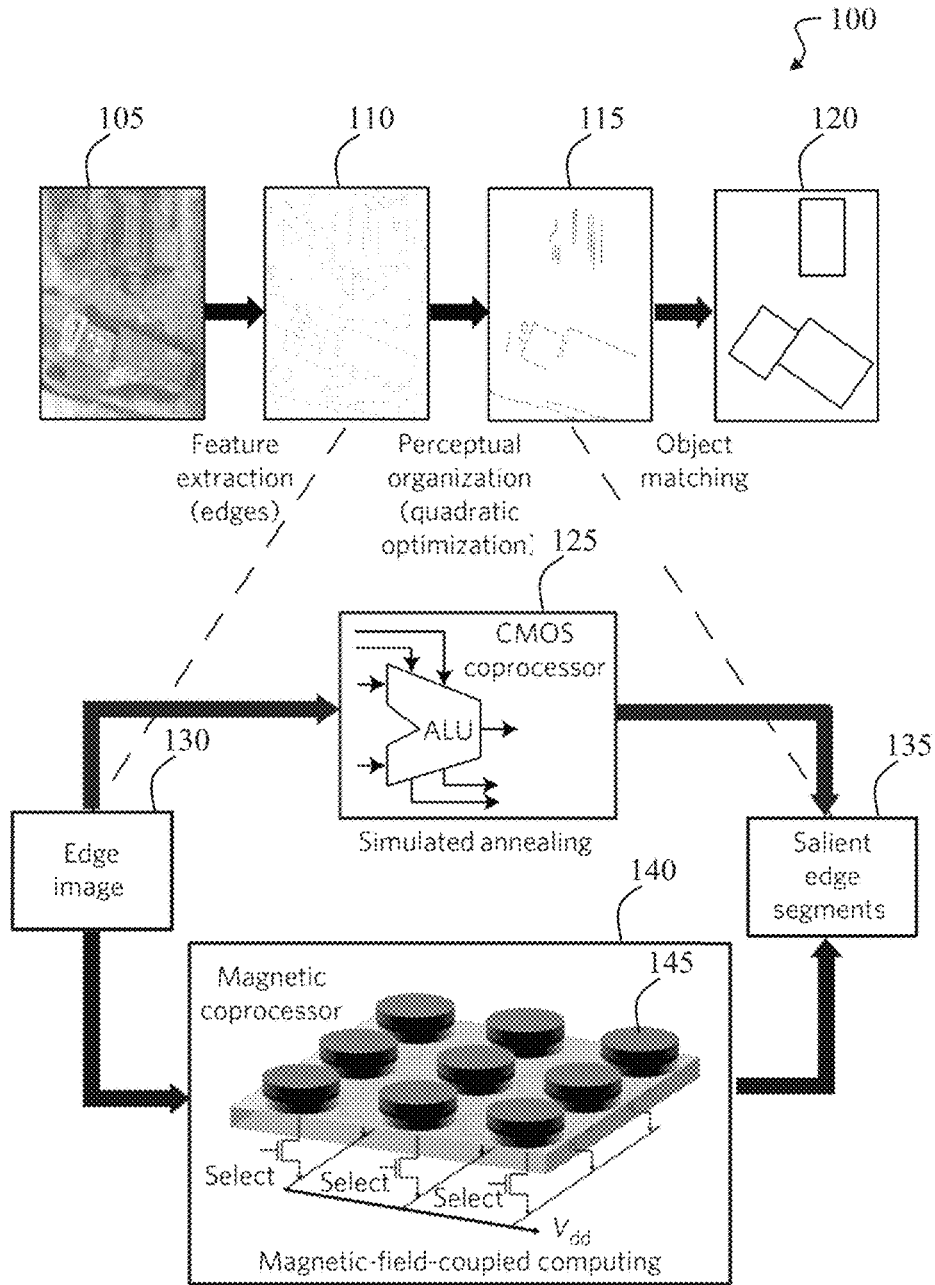 100
105
110
115
120
Feature
extraction
(edges)
Perceptual
organization
(quadratic
optimization)
Object
matching
125
CMOS
coprocessor
ALU
Simulated annealing
130
Edge
image
135
Salient
edge
segments
140
145
Magnetic
coprocessor
Select
Select
Select
Vdd
Magnetic-field-coupled computing